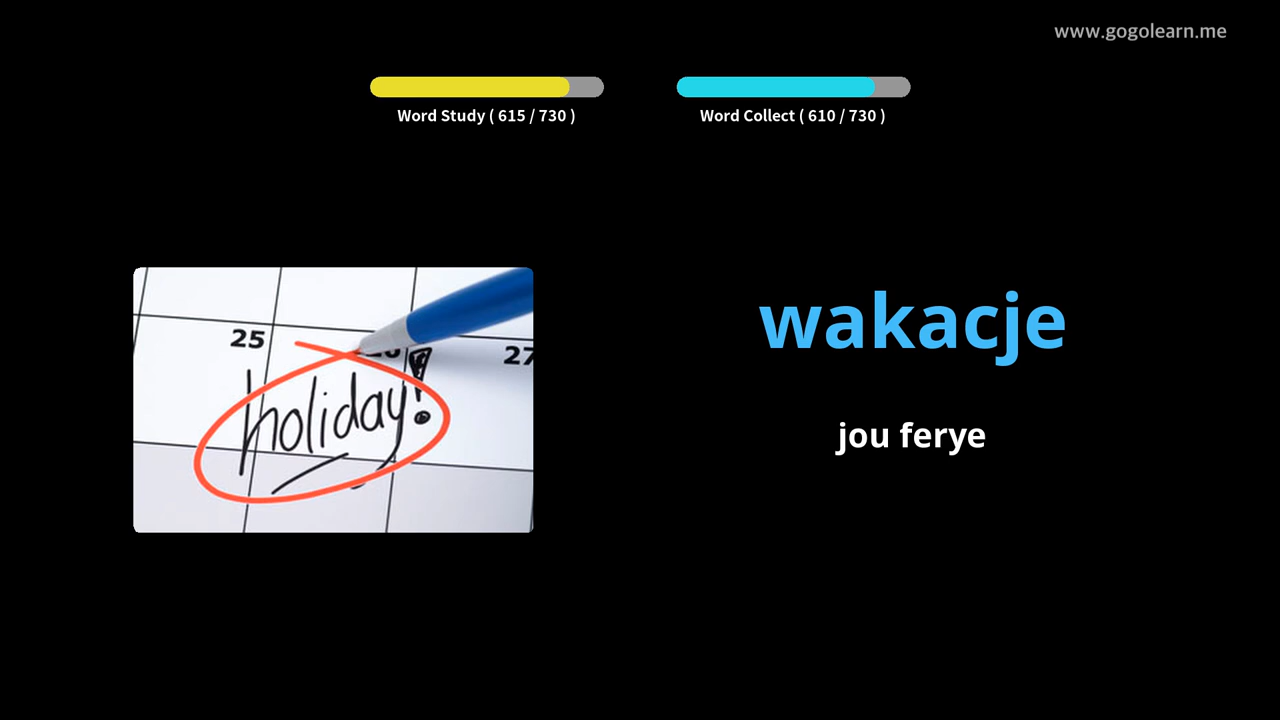 www.gogolearn.me
Word Study ( 615 / 730 )
Word Collect ( 610 / 730 )
25
27
holiday!
wakacje
jou ferye